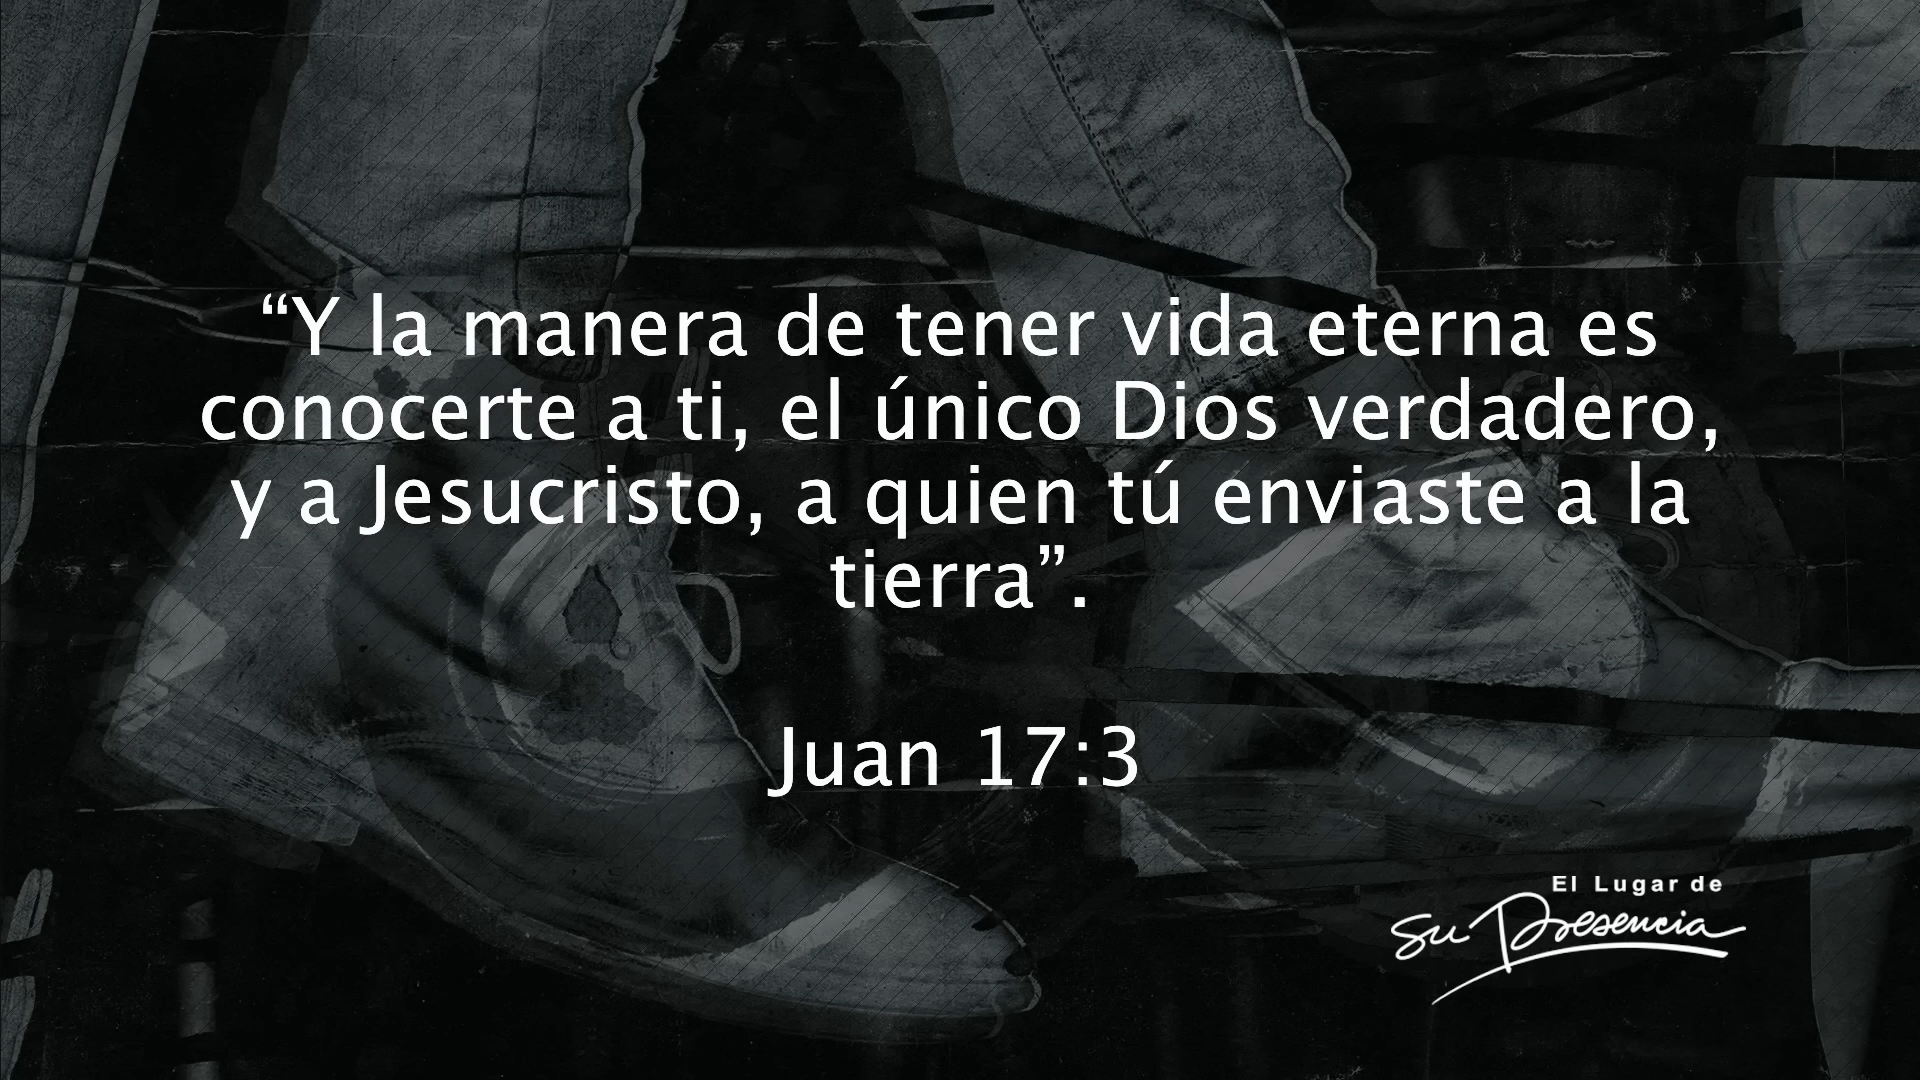 “Y la manera de tener vida eterna es
conocerte a ti, el único Dios verdadero,
y a Jesucristo, a quien tú enviaste a la
tierra”.
Juan 17:3
El Lugar de
Su Presencia